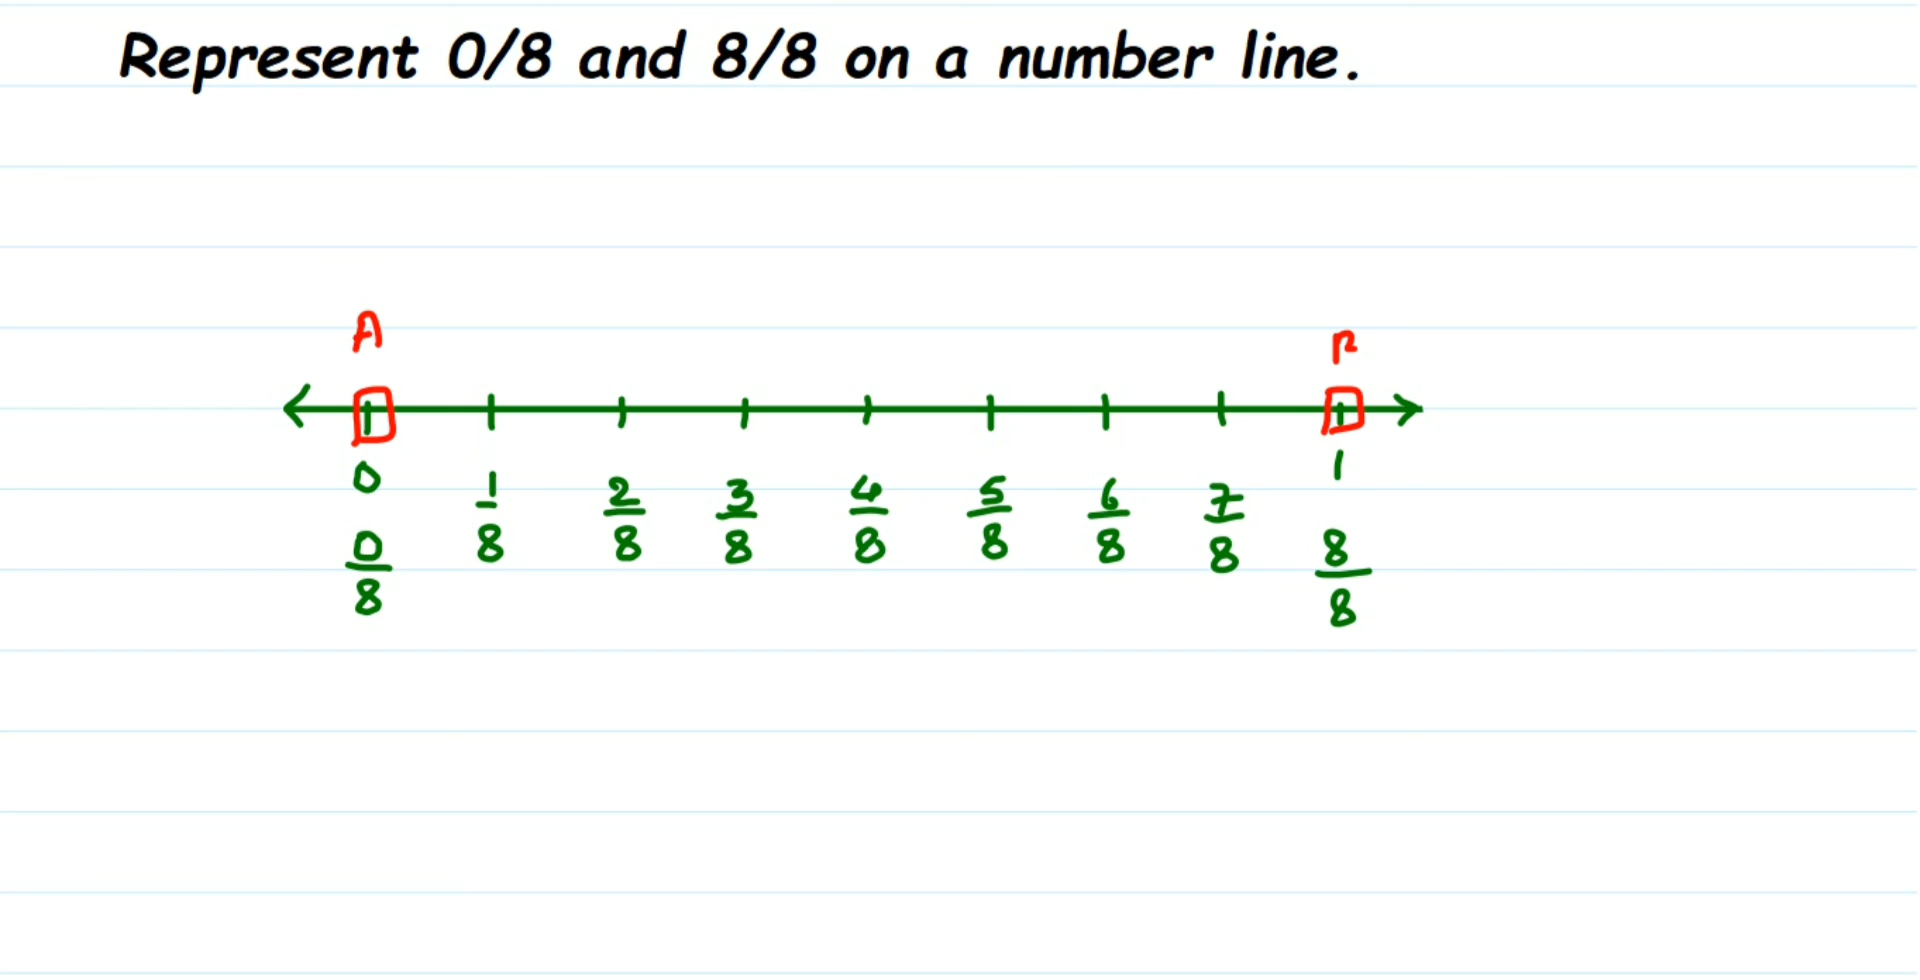 Represent 0/8 and 8/8 on a number line.
A
0 1
0/8 1/8 2/8 3/8 4/8 5/8 6/8 7/8 8/8